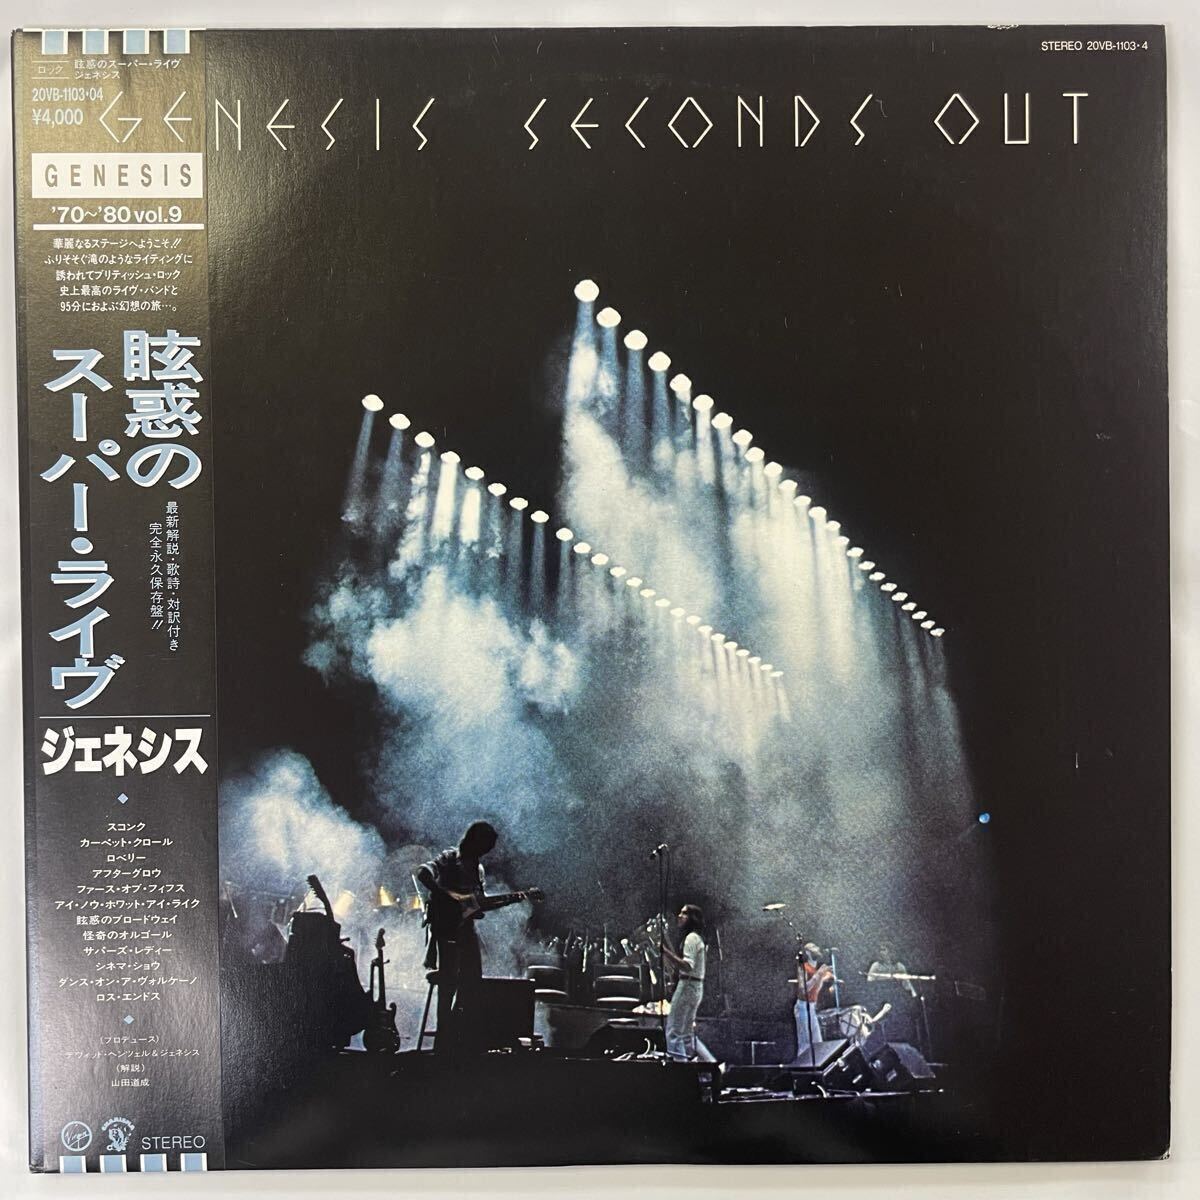 STEREO 20VB-1103・4
GENESIS SECONDS OUT
ロック
眩惑のスーパー・ライヴ
ジェネシス
20VB-1103・04
¥4,000
GENESIS
'70〜'80 vol.9
華麗なるステージへようこそ!!
ふりそそぐ滝のようなライティングに
誘われてブリティッシュ・ロック
史上最高のライヴ・バンドと
95分におよぶ幻想の旅…。
眩惑の
スーパー・ライヴ
最新解説・歌詩・対訳付き
完全永久保存盤!!
ジェネシス
スコンク
カーペット・クロール
ロベリー
アフターグロウ
ファース・オブ・フィフス
アイ・ノウ・ホワット・アイ・ライク
眩惑のブロードウェイ
怪奇のオルゴール
サパーズ・レディー
シネマ・ショウ
ダンス・オン・ア・ヴォルケーノ
ロス・エンドス
(プロデュース)
デヴィッド・ヘンツェル&ジェネシス
(解説)
山田道成
Virgin
CHARISMA
STEREO